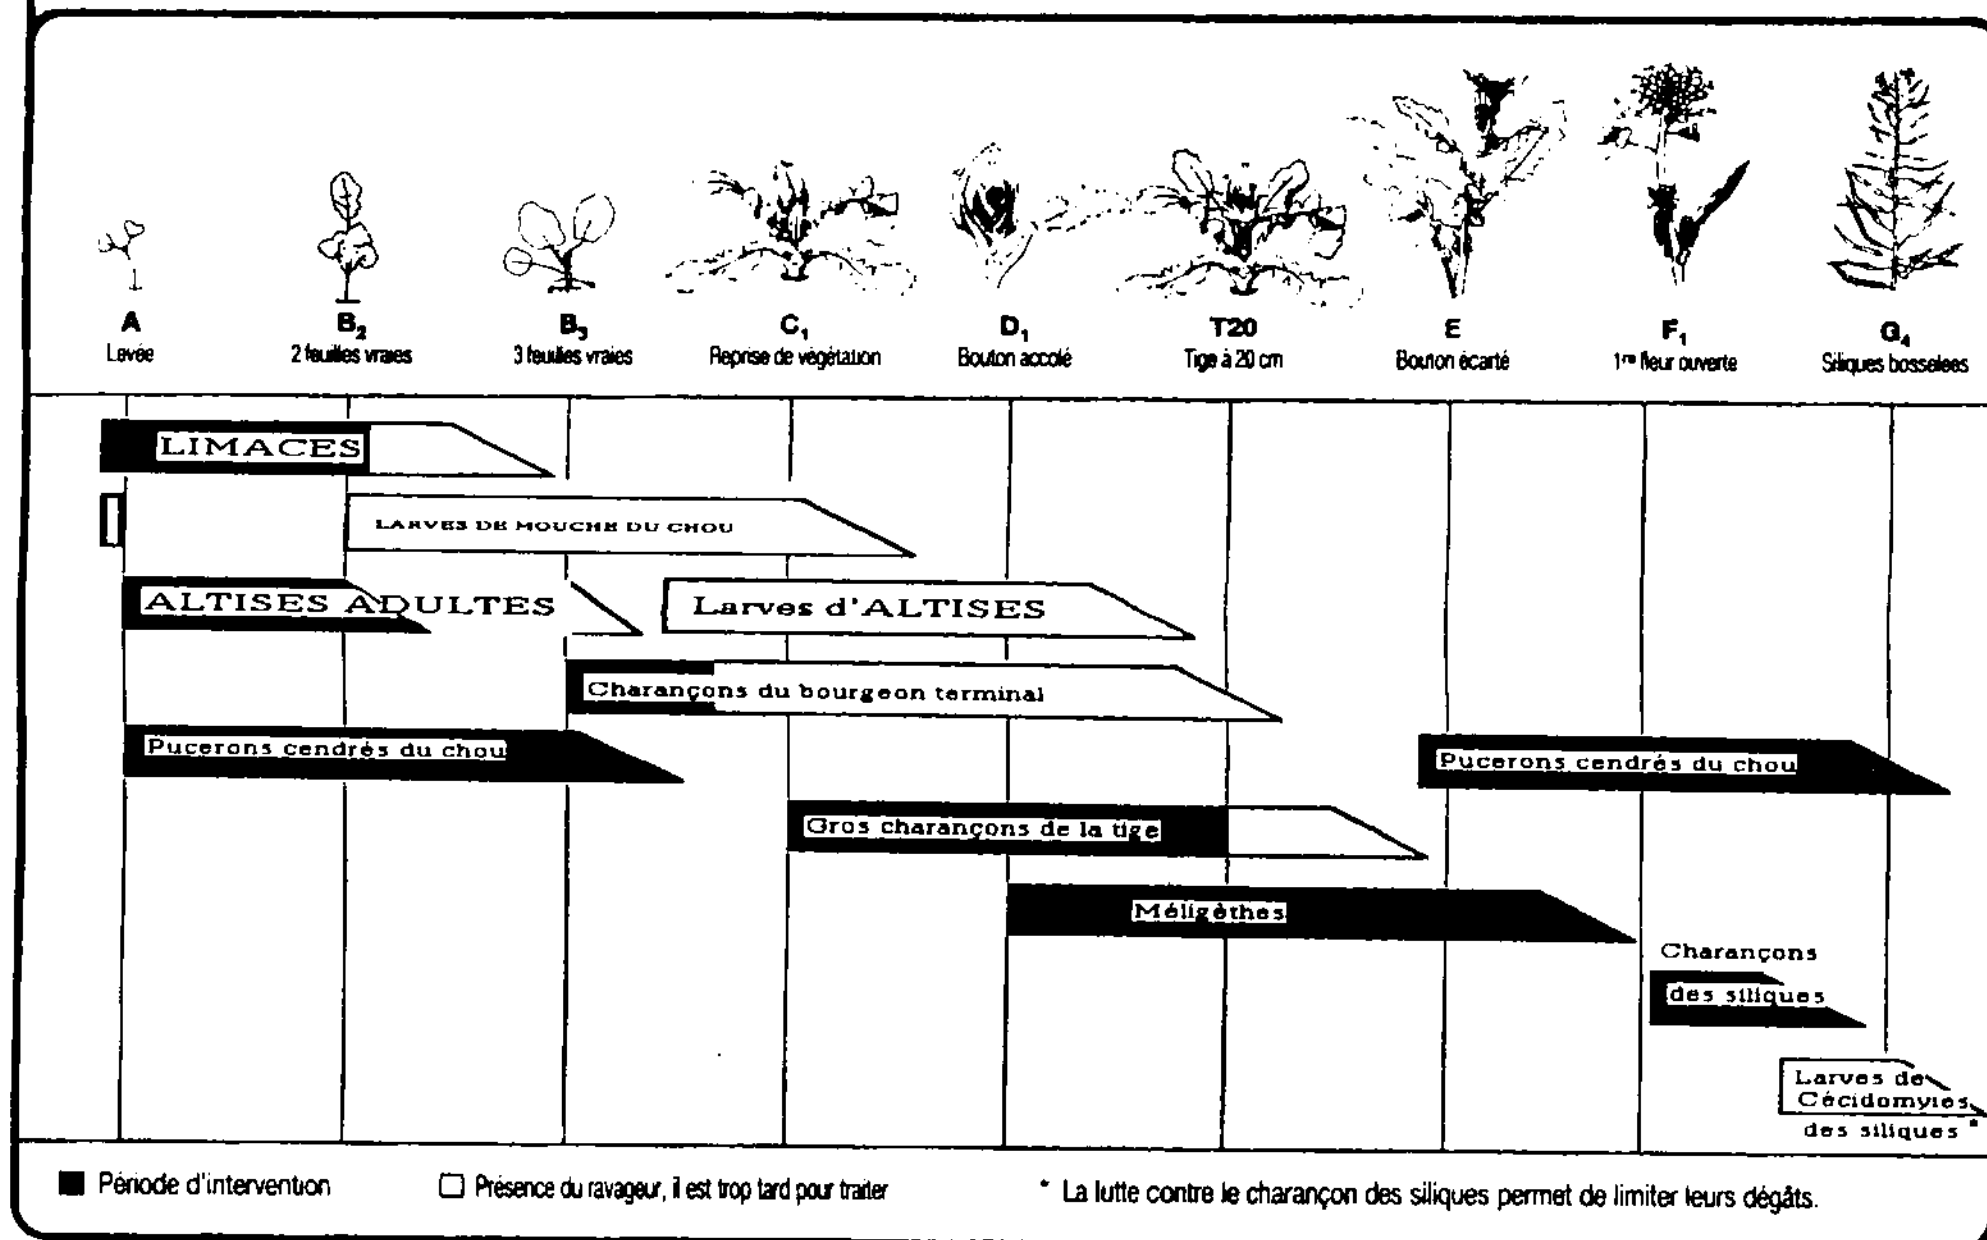 A
Levée
B₂
2 feuilles vraies
B₃
3 feuilles vraies
C₁
Reprise de végétation
D₁
Bouton accolé
T20
Tige à 20 cm
E
Bouton écarté
F₁
1ʳᵉ fleur ouverte
G₄
Siliques bosselees
LIMACES
LARVES DE MOUCHE DU CHOU
ALTISES ADULTES
Larves d'ALTISES
Charançons du bourgeon terminal
Pucerons cendrés du chou
Pucerons cendrés du chou
Gros charançons de la tige
Méligèthes
Charançons
des siliques
Larves de
Cécidomyies
des siliques *
Période d'intervention
Présence du ravageur, il est trop tard pour traiter
* La lutte contre le charançon des siliques permet de limiter leurs dégâts.